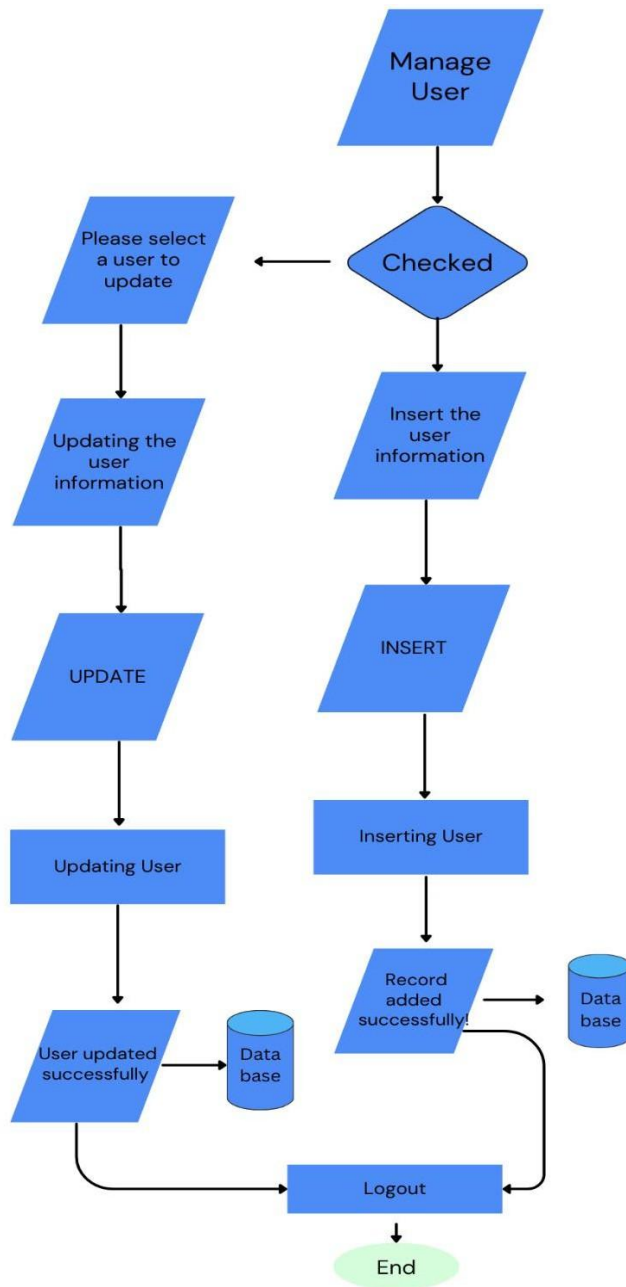 Manage
User
Checked
Please select
a user to
update
Insert the
user
information
Updating the
user
information
UPDATE
INSERT
Updating User
Inserting User
Record
added
successfully!
Data
base
User updated
successfully
Data
base
Logout
End